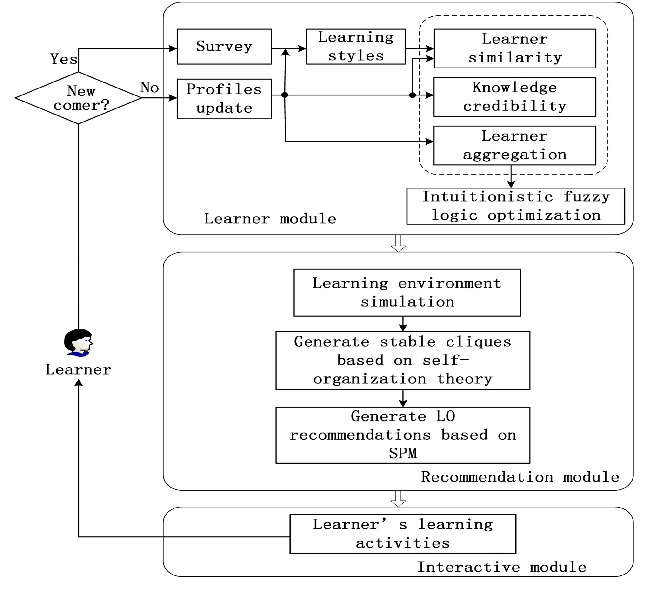 Yes
New
comer?
No
Survey
Profiles
update
Learning
styles
Learner
similarity
Knowledge
credibility
Learner
aggregation
Intuitionistic fuzzy
logic optimization
Learner module
Learning environment
simulation
Generate stable cliques
based on self-
organization theory
Generate LO
recommendations based on
SPM
Recommendation module
Learner
Learner's learning
activities
Interactive module